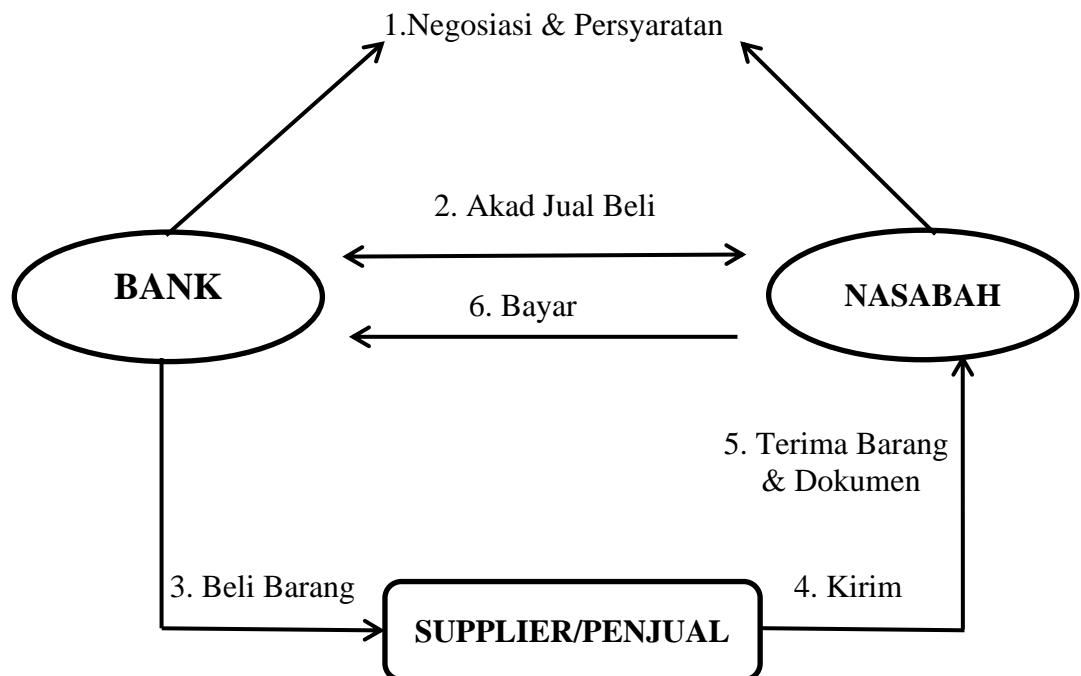 1.Negosiasi & Persyaratan
2. Akad Jual Beli
BANK
NASABAH
6. Bayar
5. Terima Barang
& Dokumen
3. Beli Barang
4. Kirim
SUPPLIER/PENJUAL